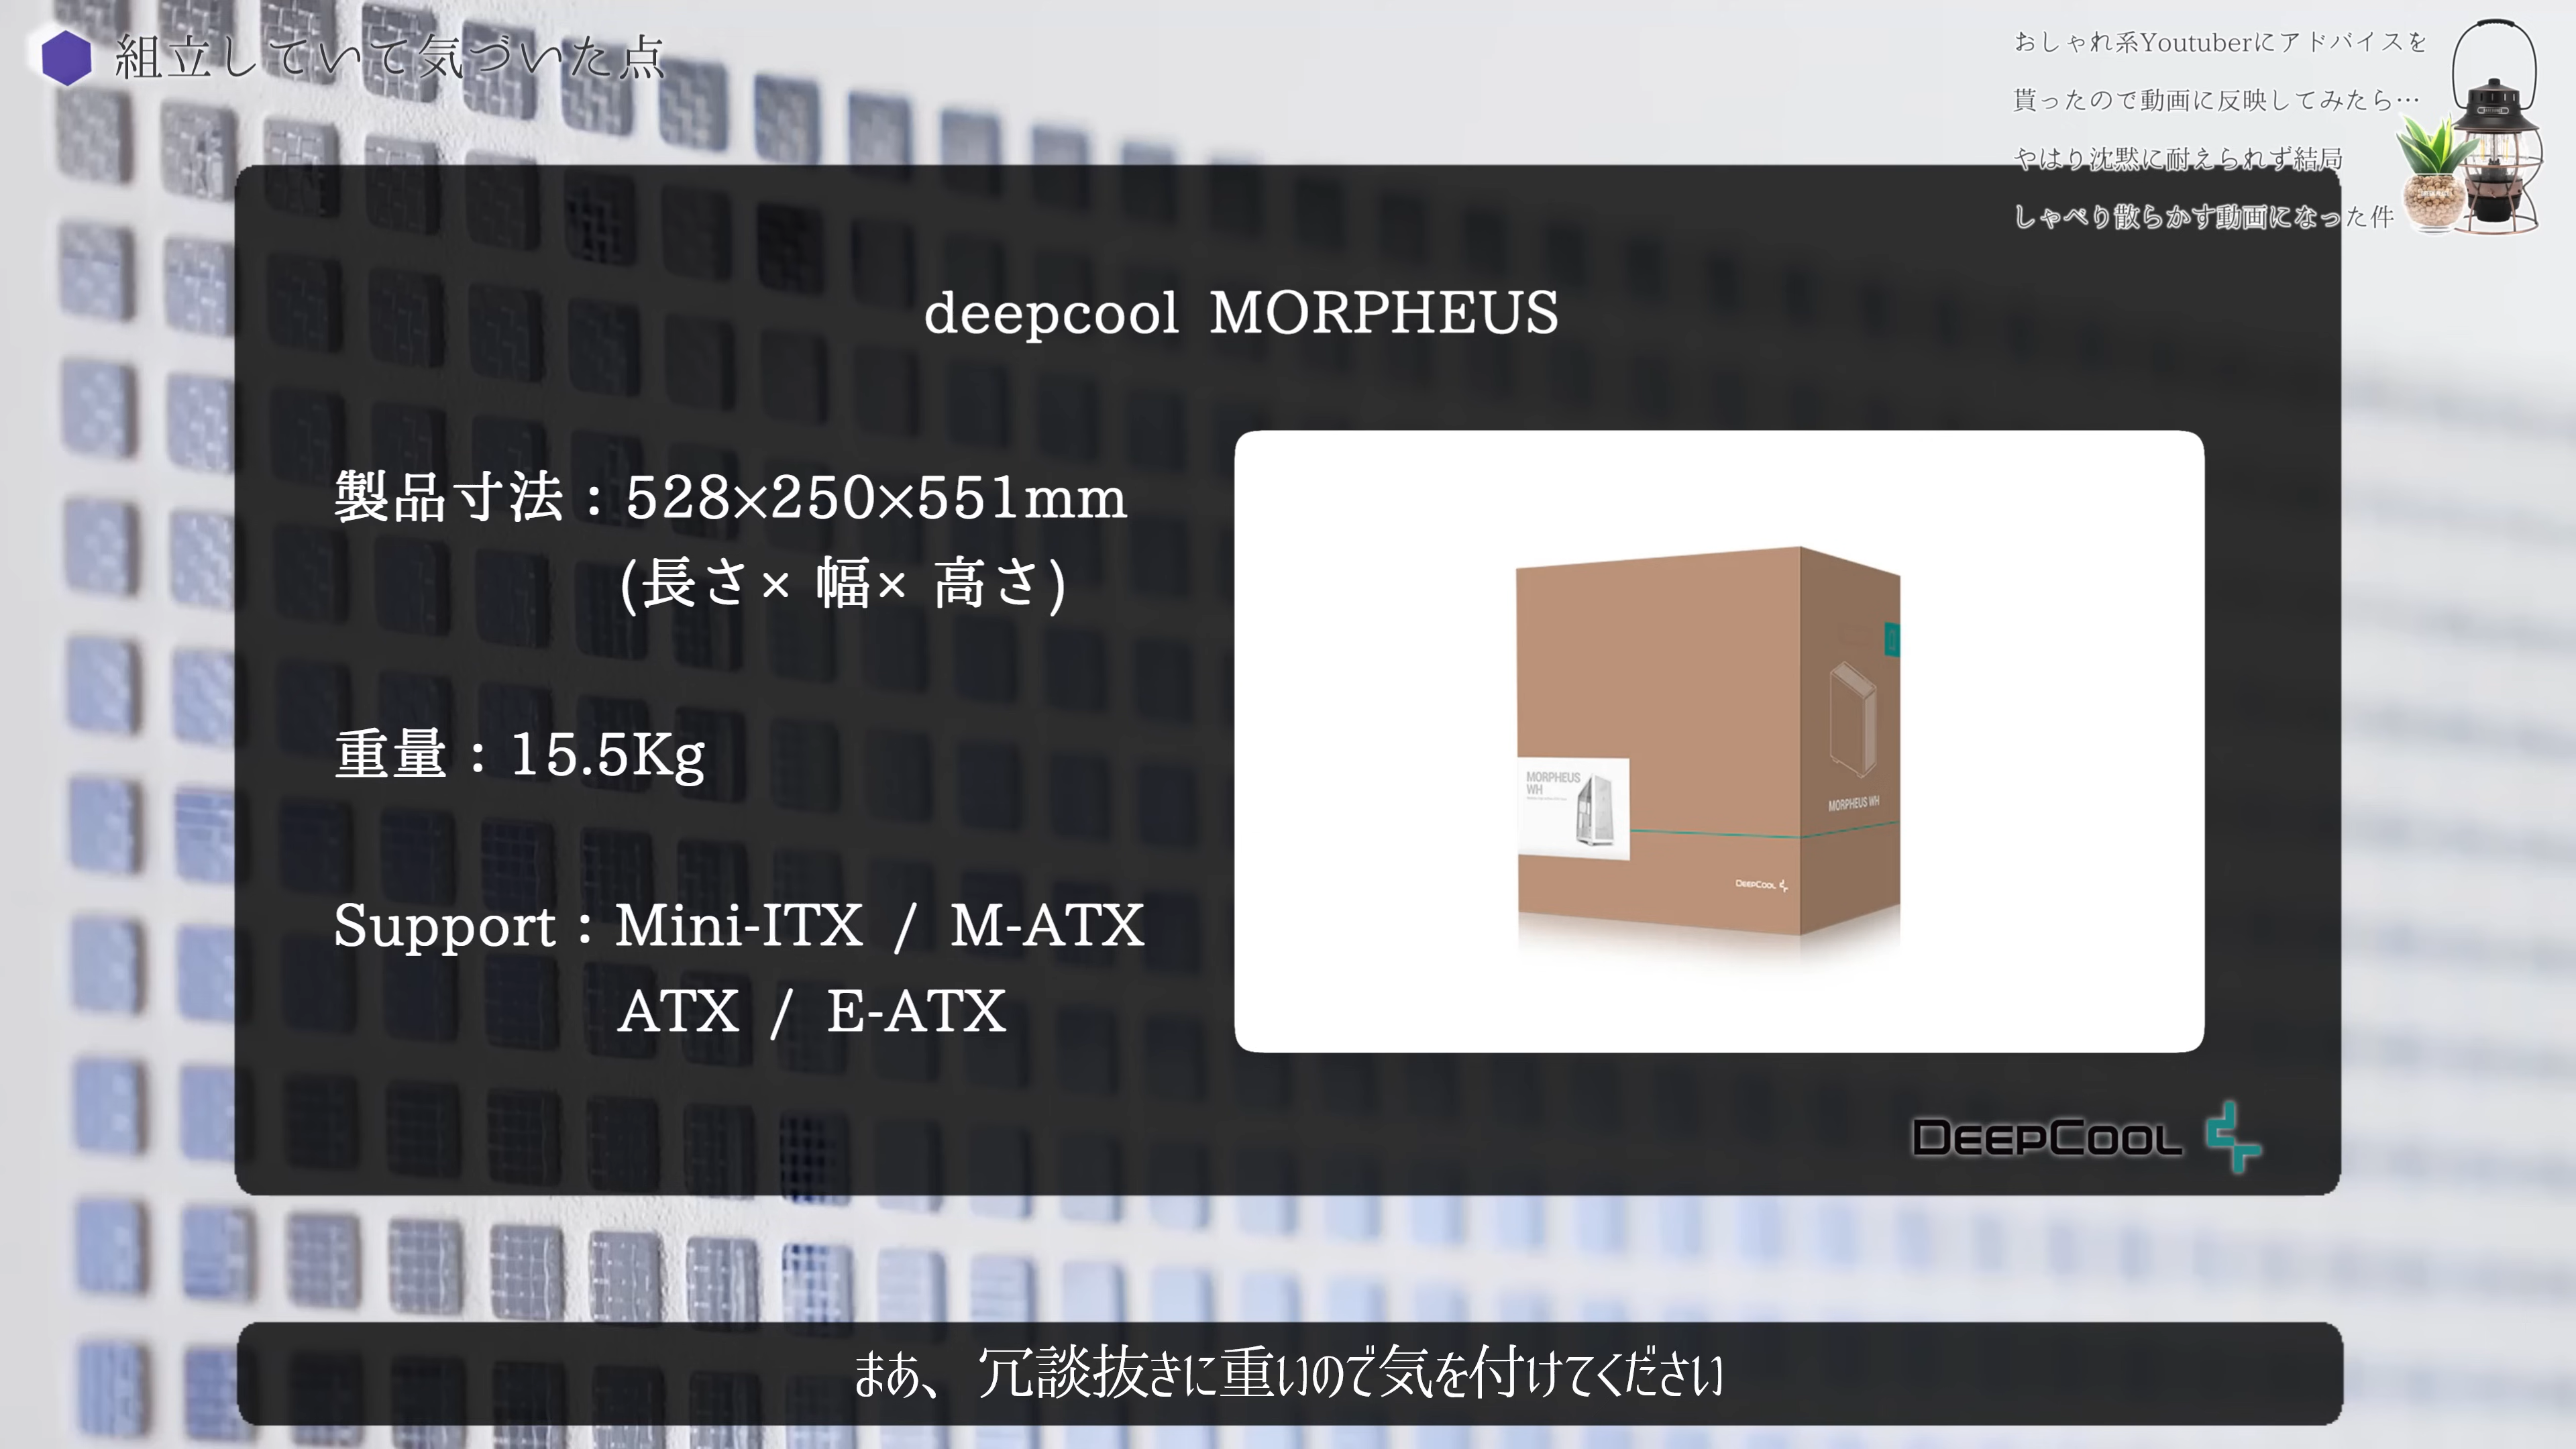 組立していて気づいた点
おしゃれ系Youtuberにアドバイスを
貰ったので動画に反映してみたら…
やはり沈黙に耐えられず結局
しゃべり散らかす動画になった件
deepcool MORPHEUS
製品寸法：528×250×551mm
(長さ× 幅× 高さ)
重量：15.5Kg
Support：Mini-ITX / M-ATX
ATX / E-ATX
MORPHEUS
WH
MORPHEUS WH
DEEPCOOL
DEEPCOOL
まあ、冗談抜きに重いので気を付けてください